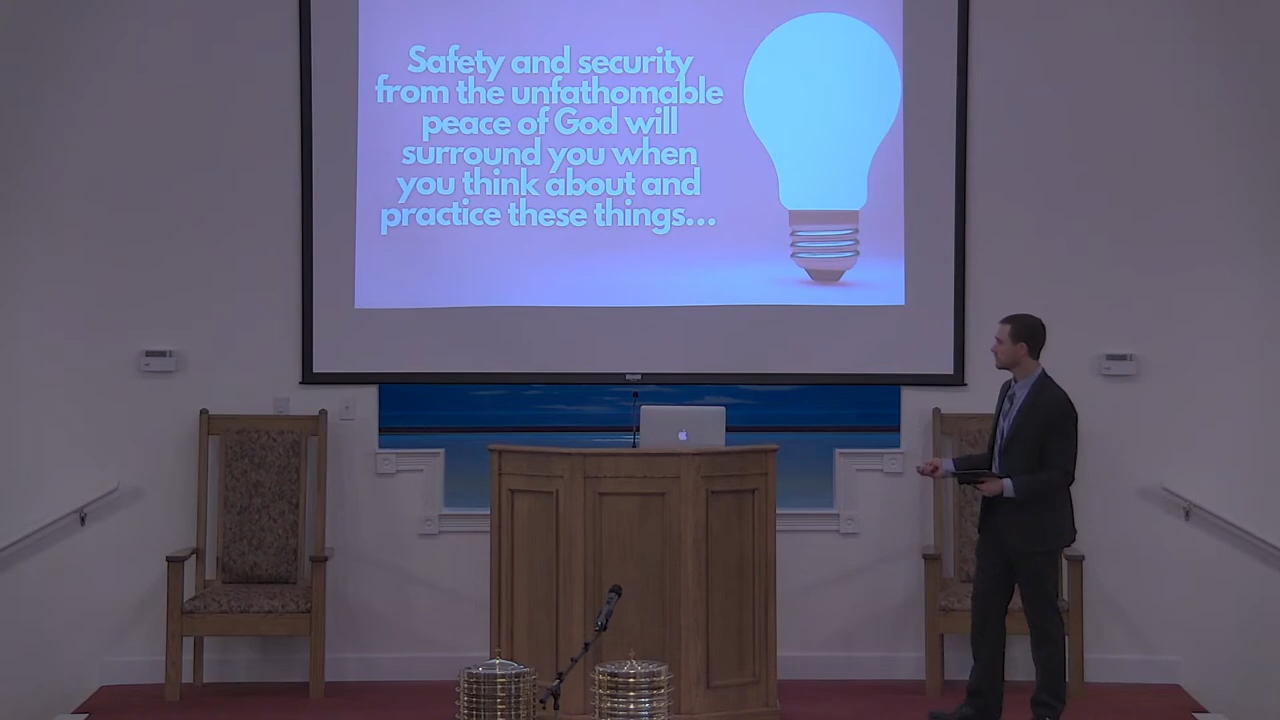 Safety and security
from the unfathomable
peace of God will
surround you when
you think about and
practice these things...